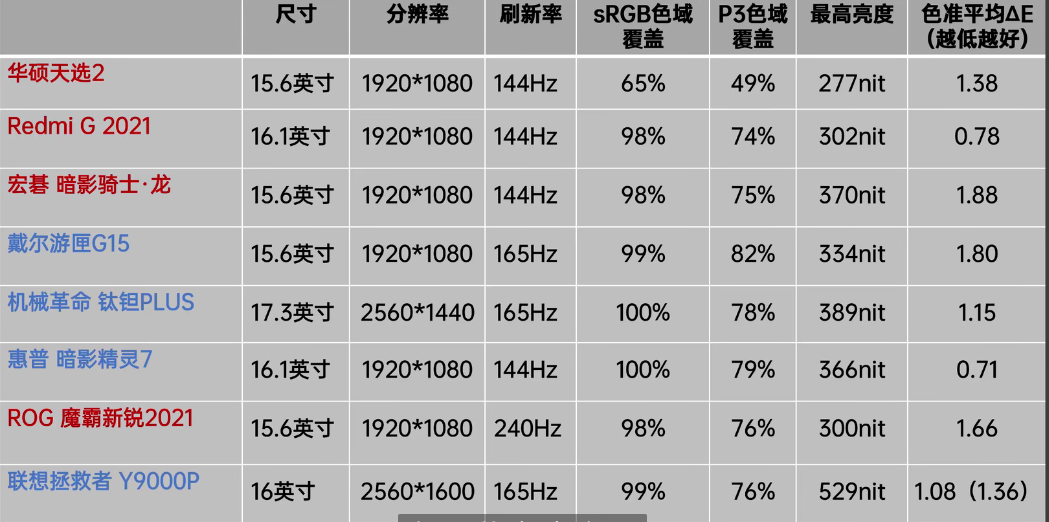 尺寸 分辨率 刷新率 sRGB色域覆盖 P3色域覆盖 最高亮度 色准平均ΔE（越低越好）
华硕天选2 15.6英寸 1920*1080 144Hz 65% 49% 277nit 1.38
Redmi G 2021 16.1英寸 1920*1080 144Hz 98% 74% 302nit 0.78
宏碁 暗影骑士·龙 15.6英寸 1920*1080 144Hz 98% 75% 370nit 1.88
戴尔游匣G15 15.6英寸 1920*1080 165Hz 99% 82% 334nit 1.80
机械革命 钛钽PLUS 17.3英寸 2560*1440 165Hz 100% 78% 389nit 1.15
惠普 暗影精灵7 16.1英寸 1920*1080 144Hz 100% 79% 366nit 0.71
ROG 魔霸新锐2021 15.6英寸 1920*1080 240Hz 98% 76% 300nit 1.66
联想拯救者 Y9000P 16英寸 2560*1600 165Hz 99% 76% 529nit 1.08（1.36）